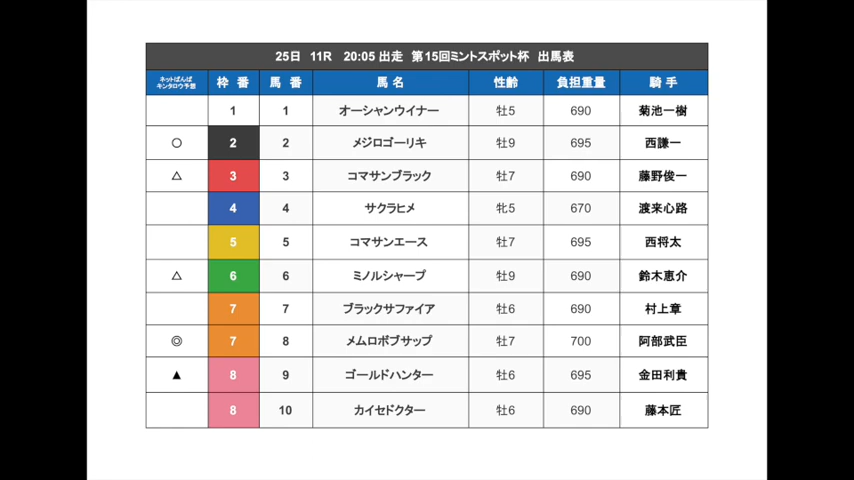 25日 11R 20:05 出走 第15回ミントスポット杯 出馬表
ネットばんば キンタロウ予想 枠番 馬番 馬名 性齢 負担重量 騎手
1 1 オーシャンウイナー 牡5 690 菊池一樹
○ 2 2 メジロゴーリキ 牡9 695 西謙一
△ 3 3 コマサンブラック 牡7 690 藤野俊一
4 4 サクラヒメ 牝5 670 渡来心路
5 5 コマサンエース 牡7 695 西将太
△ 6 6 ミノルシャープ 牡9 690 鈴木恵介
7 7 ブラックサファイア 牡6 690 村上章
◎ 7 8 メムロボブサップ 牡7 700 阿部武臣
▲ 8 9 ゴールドハンター 牡6 695 金田利貴
8 10 カイセドクター 牡6 690 藤本匠